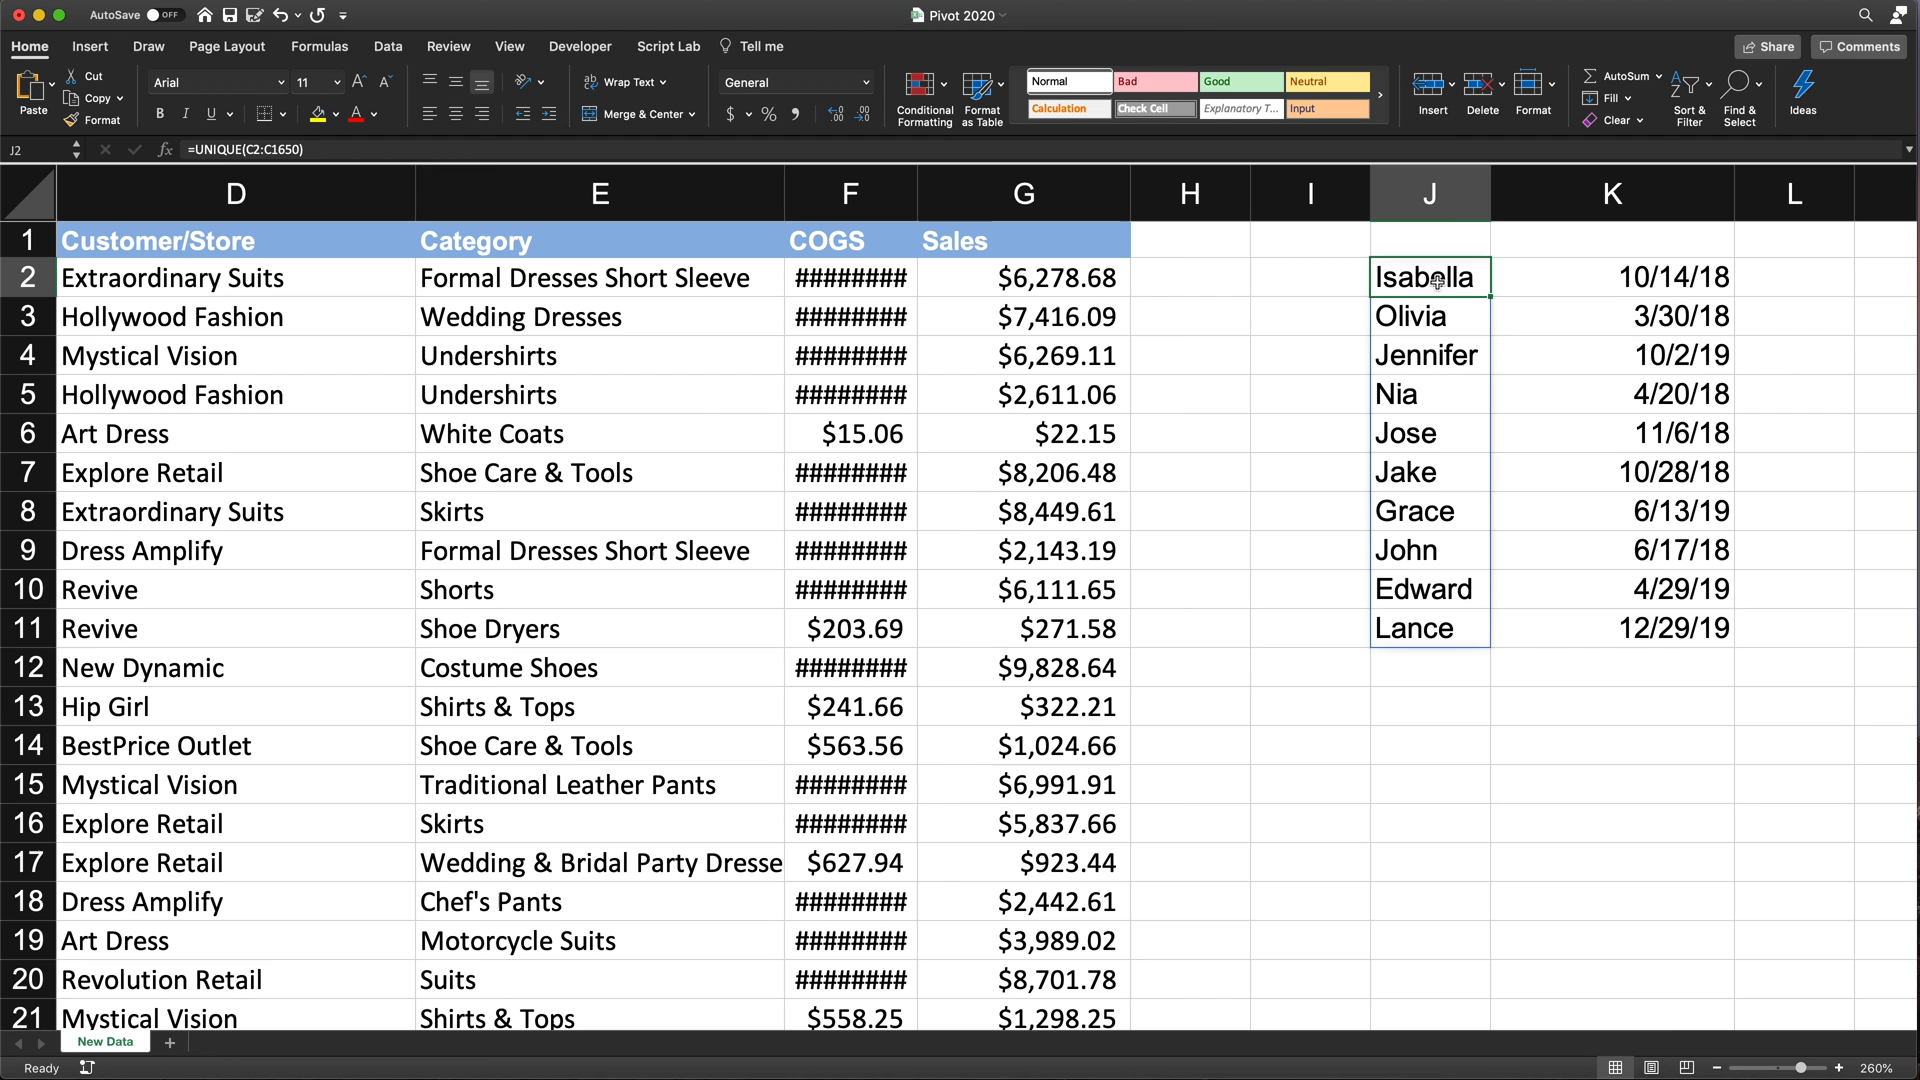 AutoSave OFF
Pivot 2020
Home Insert Draw Page Layout Formulas Data Review View Developer Script Lab Tell me Share Comments
Paste Cut Copy Format
Arial 11
B I U
Wrap Text
Merge & Center
General
$ % ,
Conditional Formatting
Format as Table
Normal Bad Good Neutral
Calculation Check Cell Explanatory T... Input
Insert Delete Format
AutoSum
Fill
Clear
Sort & Filter
Find & Select
Ideas
J2 fx =UNIQUE(C2:C1650)
D E F G H I J K L
1 Customer/Store Category COGS Sales
2 Extraordinary Suits Formal Dresses Short Sleeve ######## $6,278.68 Isabella 10/14/18
3 Hollywood Fashion Wedding Dresses ######## $7,416.09 Olivia 3/30/18
4 Mystical Vision Undershirts ######## $6,269.11 Jennifer 10/2/19
5 Hollywood Fashion Undershirts ######## $2,611.06 Nia 4/20/18
6 Art Dress White Coats $15.06 $22.15 Jose 11/6/18
7 Explore Retail Shoe Care & Tools ######## $8,206.48 Jake 10/28/18
8 Extraordinary Suits Skirts ######## $8,449.61 Grace 6/13/19
9 Dress Amplify Formal Dresses Short Sleeve ######## $2,143.19 John 6/17/18
10 Revive Shorts ######## $6,111.65 Edward 4/29/19
11 Revive Shoe Dryers $203.69 $271.58 Lance 12/29/19
12 New Dynamic Costume Shoes ######## $9,828.64
13 Hip Girl Shirts & Tops $241.66 $322.21
14 BestPrice Outlet Shoe Care & Tools $563.56 $1,024.66
15 Mystical Vision Traditional Leather Pants ######## $6,991.91
16 Explore Retail Skirts ######## $5,837.66
17 Explore Retail Wedding & Bridal Party Dresse $627.94 $923.44
18 Dress Amplify Chef's Pants ######## $2,442.61
19 Art Dress Motorcycle Suits ######## $3,989.02
20 Revolution Retail Suits ######## $8,701.78
21 Mystical Vision Shirts & Tops $558.25 $1,298.25
New Data +
Ready 260%